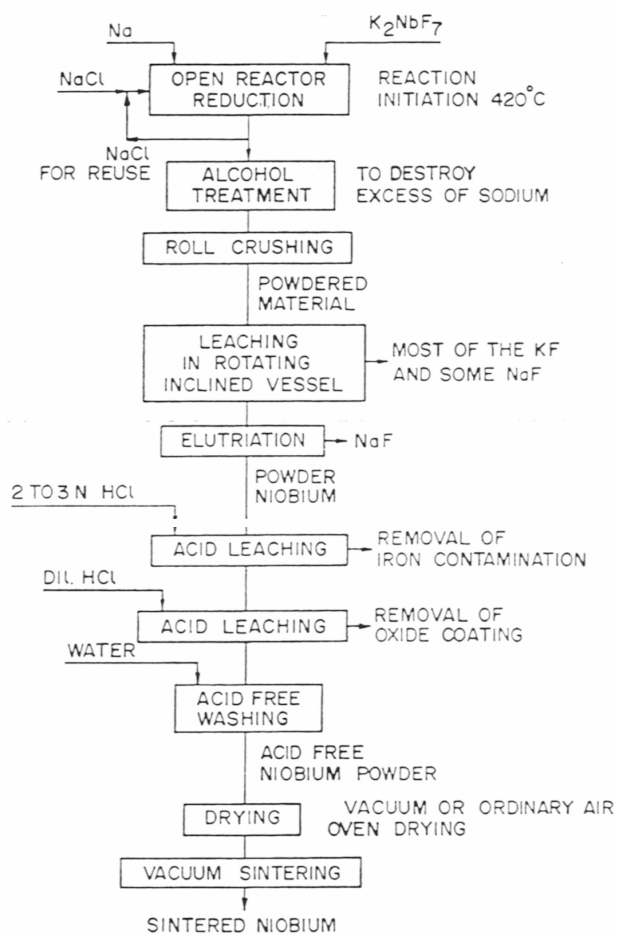 Na
K2NbF7
NaCl
OPEN REACTOR
REDUCTION
REACTION
INITIATION 420°C
NaCl
FOR REUSE
ALCOHOL
TREATMENT
TO DESTROY
EXCESS OF SODIUM
ROLL CRUSHING
POWDERED
MATERIAL
LEACHING
IN ROTATING
INCLINED VESSEL
MOST OF THE KF
AND SOME NaF
ELUTRIATION
NaF
POWDER
NIOBIUM
2 TO 3 N HCl
ACID LEACHING
REMOVAL OF
IRON CONTAMINATION
DIL. HCl
ACID LEACHING
REMOVAL OF
OXIDE COATING
WATER
ACID FREE
WASHING
ACID FREE
NIOBIUM POWDER
DRYING
VACUUM OR ORDINARY AIR
OVEN DRYING
VACUUM SINTERING
SINTERED NIOBIUM